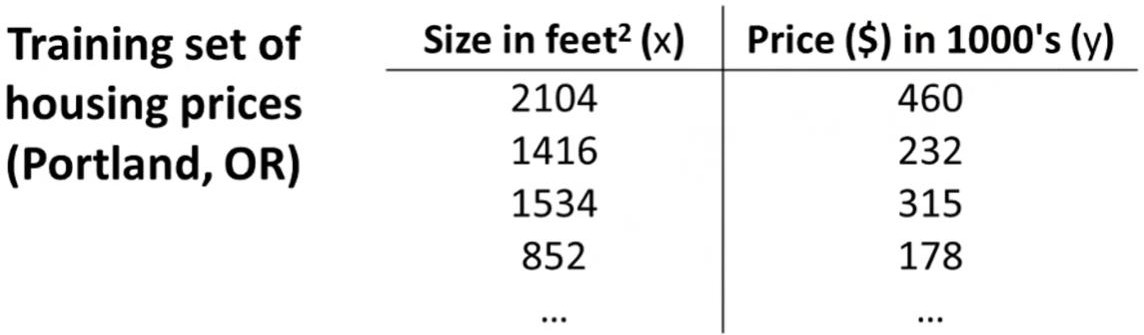 Training set of
housing prices
(Portland, OR)
Size in feet² (x) Price ($) in 1000's (y)
2104 460
1416 232
1534 315
852 178
... ...